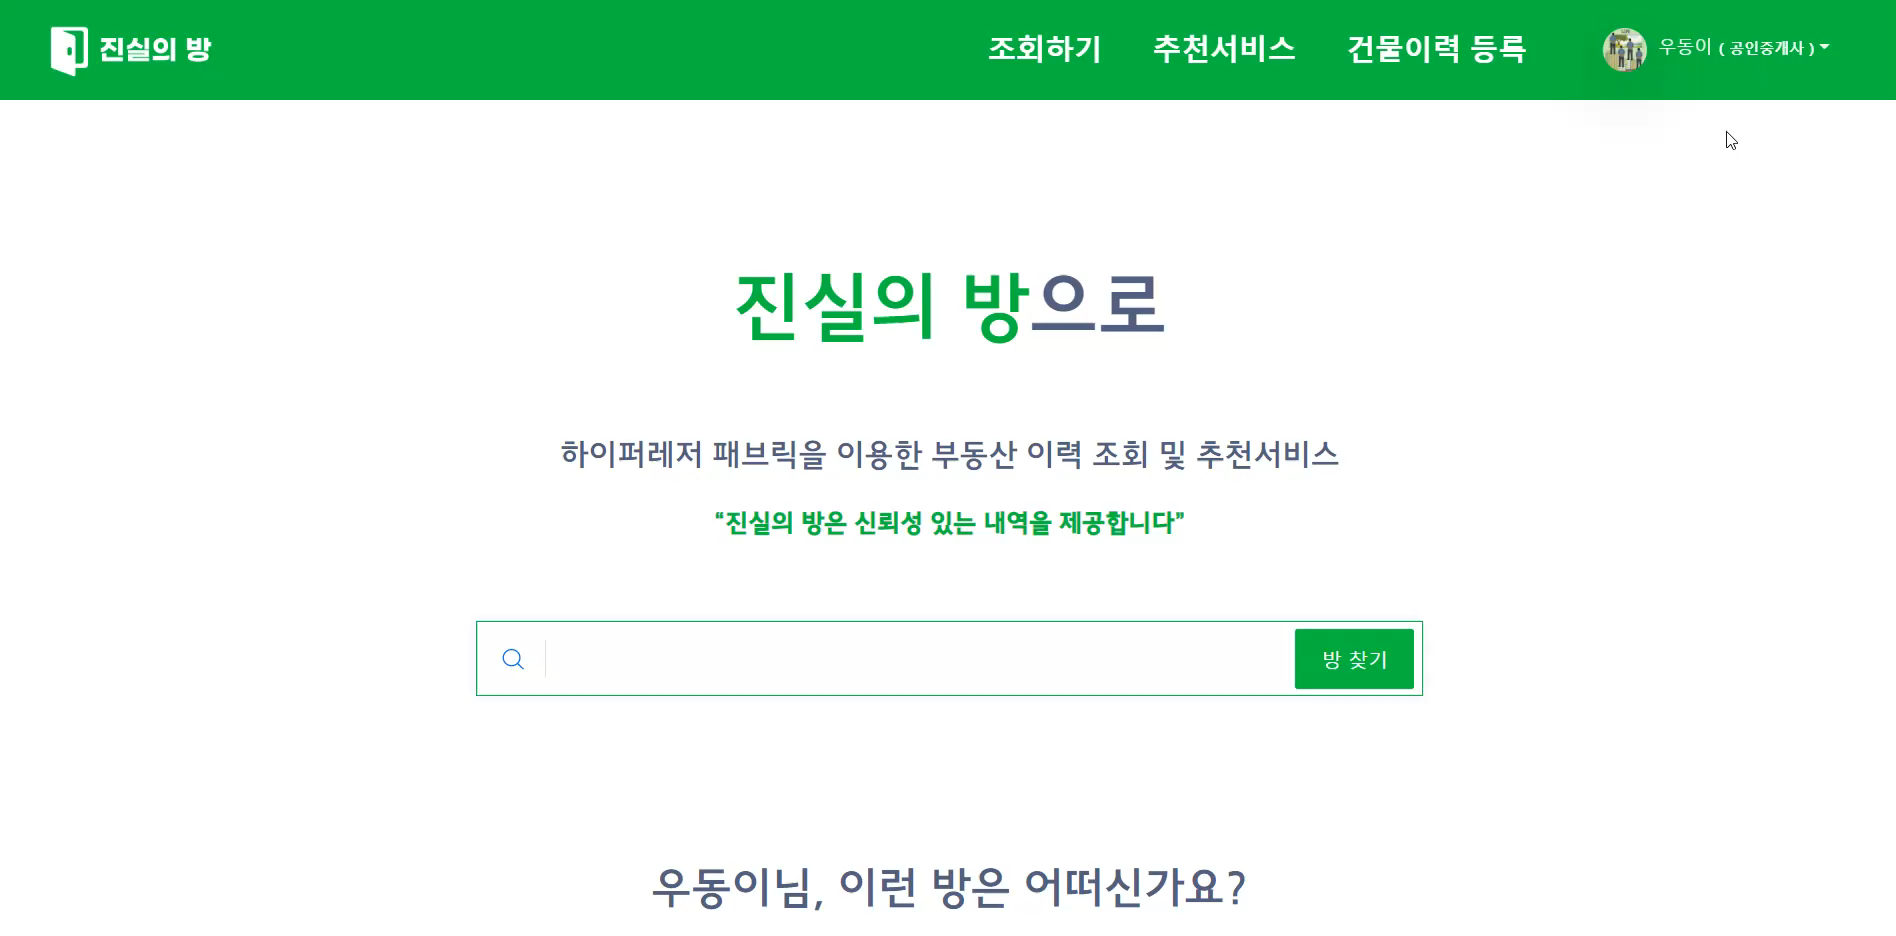 진실의 방
조회하기
추천서비스
건물이력 등록
우동이 ( 공인중개사 )
진실의 방으로
하이퍼레저 패브릭을 이용한 부동산 이력 조회 및 추천서비스
“진실의 방은 신뢰성 있는 내역을 제공합니다”
방 찾기
우동이님, 이런 방은 어떠신가요?